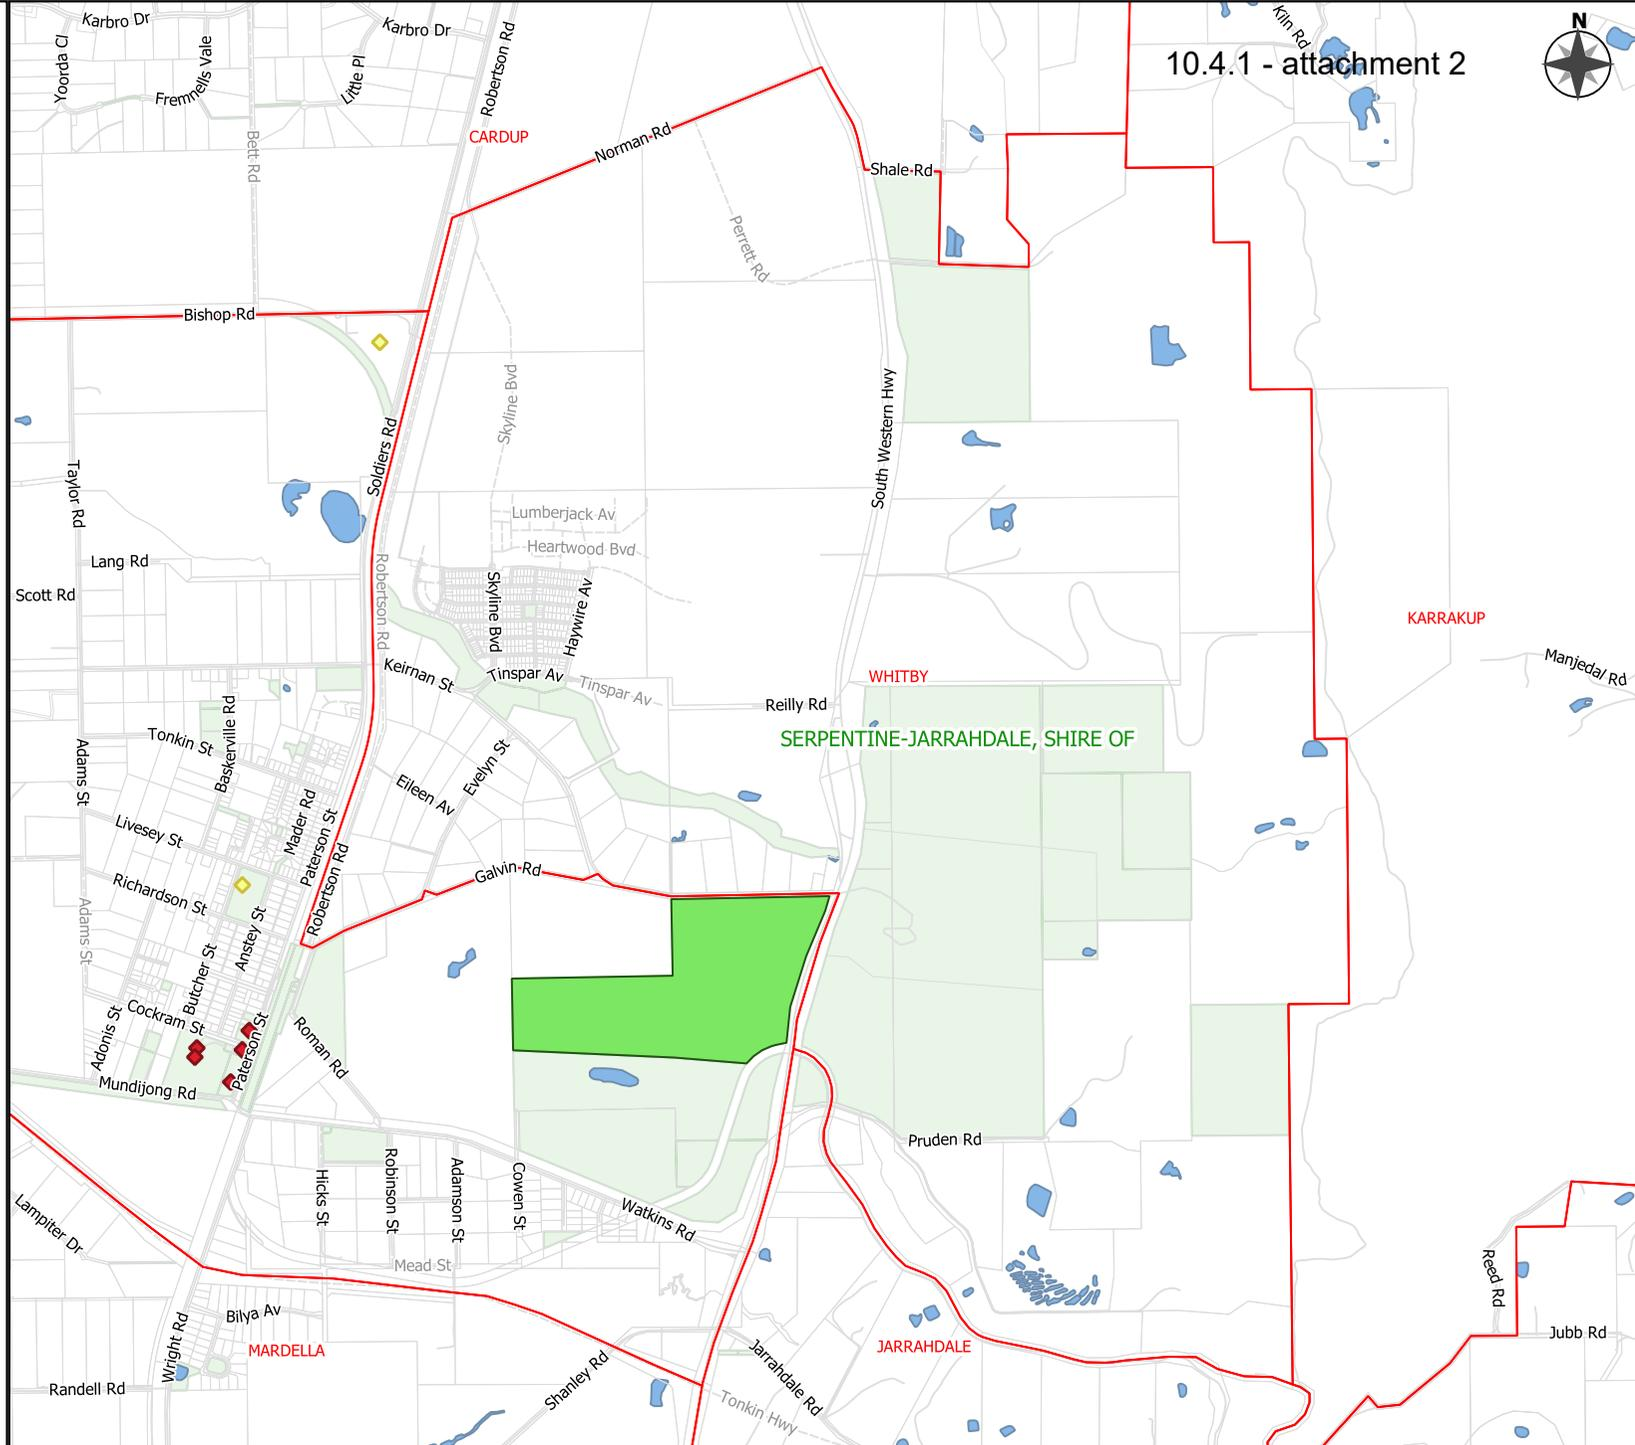 Karbro Dr
Karbro Dr
Kiln Rd
N
10.4.1 - attachment 2
Yoorda Cl
Fremnells Vale
Little Pl
Robertson Rd
CARDUP
Bett Rd
Norman Rd
Shale Rd
Perrett Rd
Bishop Rd
Skyline Bvd
South Western Hwy
Soldiers Rd
Taylor Rd
Lumberjack Av
Heartwood Bvd
Lang Rd
Scott Rd
Robertson Rd
Skyline Bvd
Haywire Av
KARRAKUP
Manjedal Rd
Keirnan St
Tinspar Av
Tinspar Av
WHITBY
Reilly Rd
SERPENTINE-JARRAHDALE, SHIRE OF
Baskerville Rd
Tonkin St
Adams St
Evelyn St
Eileen Av
Mader Rd
Paterson St
Livesey St
Robertson Rd
Galvin Rd
Richardson St
Adams St
Anstey St
Butcher St
Cockram St
Adonis St
Paterson St
Roman Rd
Mundijong Rd
Pruden Rd
Hicks St
Robinson St
Adamson St
Cowen St
Watkins Rd
Lampiter Dr
Mead St
Reed Rd
Bilya Av
Wright Rd
MARDELLA
JARRAHDALE
Jubb Rd
Randell Rd
Shanley Rd
Jarrahdale Rd
Tonkin Hwy